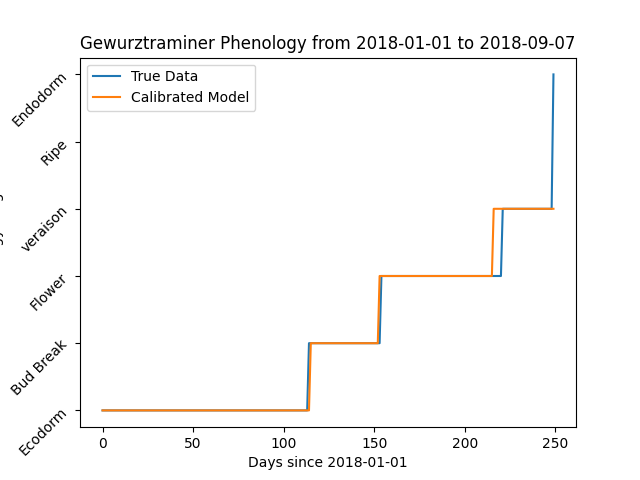 Gewurztraminer Phenology from 2018-01-01 to 2018-09-07
True Data
Calibrated Model
Endodorm
Ripe
veraison
Flower
Bud Break
Ecodorm
0 50 100 150 200 250
Days since 2018-01-01